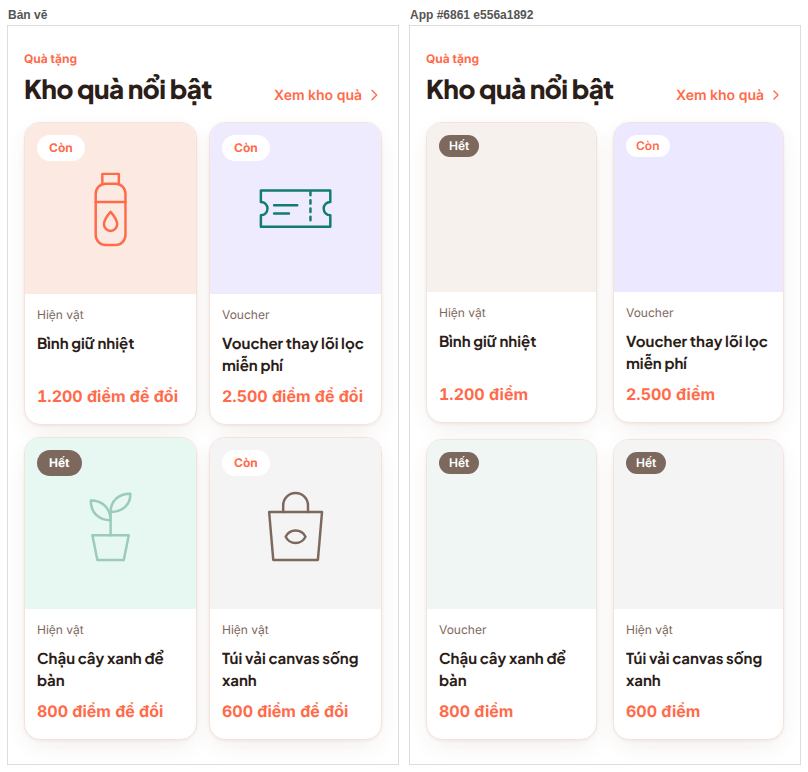 Bản vẽ
Quà tặng
Kho quà nổi bật
Xem kho quà
Còn
Còn
Hiện vật
Voucher
Bình giữ nhiệt
Voucher thay lõi lọc
miễn phí
1.200 điểm để đổi
2.500 điểm để đổi
Hết
Còn
Hiện vật
Hiện vật
Chậu cây xanh để
bàn
Túi vải canvas sống
xanh
800 điểm để đổi
600 điểm để đổi
App #6861 e556a1892
Quà tặng
Kho quà nổi bật
Xem kho quà
Hết
Còn
Hiện vật
Voucher
Bình giữ nhiệt
Voucher thay lõi lọc
miễn phí
1.200 điểm
2.500 điểm
Hết
Hết
Voucher
Hiện vật
Chậu cây xanh để
bàn
Túi vải canvas sống
xanh
800 điểm
600 điểm